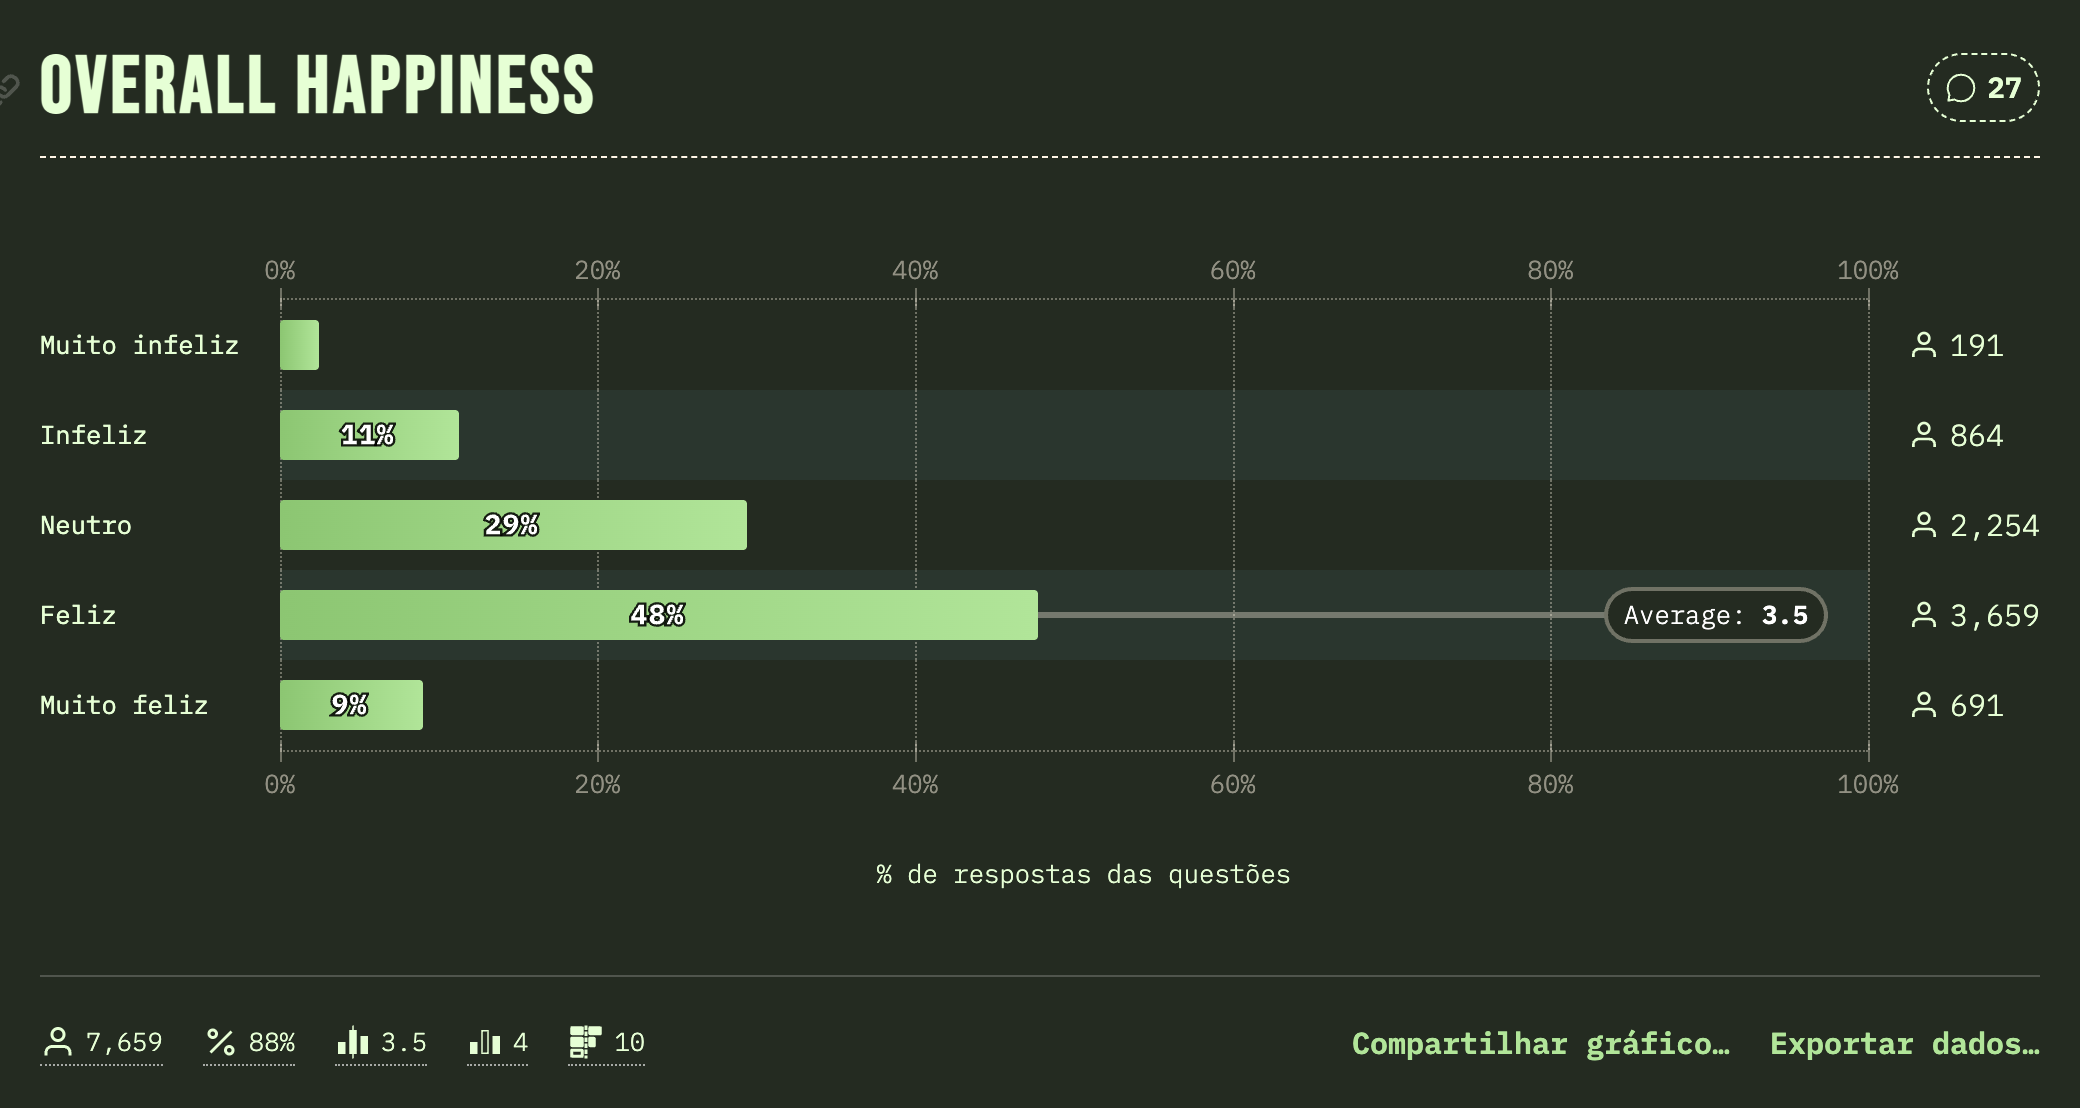 OVERALL HAPPINESS
27
0% 20% 40% 60% 80% 100%
Muito infeliz 191
Infeliz 11% 864
Neutro 29% 2,254
Feliz 48% Average: 3.5 3,659
Muito feliz 9% 691
0% 20% 40% 60% 80% 100%
% de respostas das questões
7,659 88% 3.5 4 10 Compartilhar gráfico… Exportar dados…